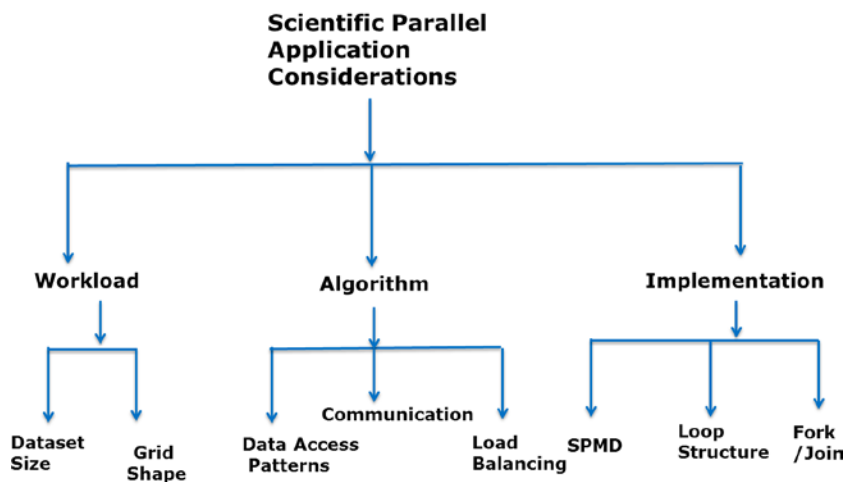 Scientific Parallel
Application
Considerations
Workload
Algorithm
Implementation
Dataset
Size
Grid
Shape
Data Access
Patterns
Communication
Load
Balancing
SPMD
Loop
Structure
Fork
/Join